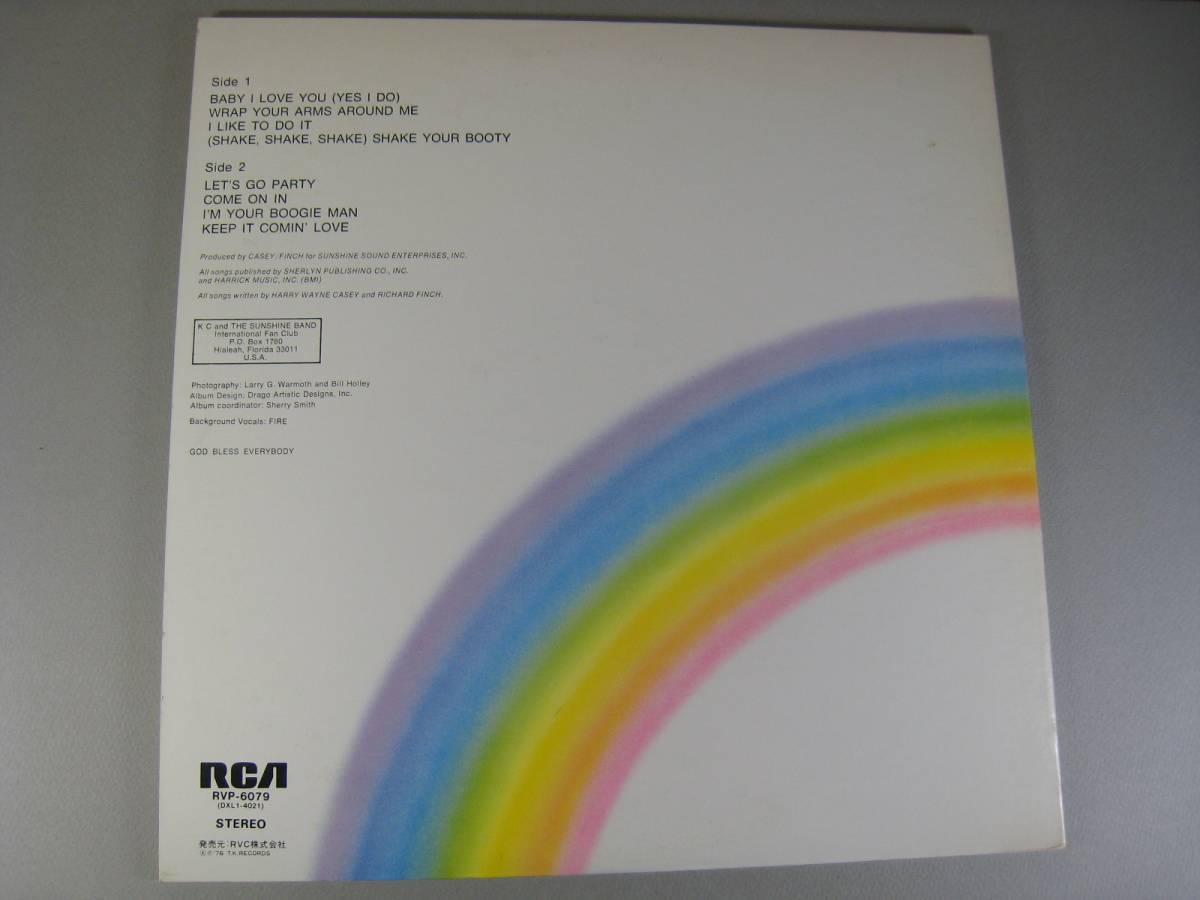 Side 1
BABY I LOVE YOU (YES I DO)
WRAP YOUR ARMS AROUND ME
I LIKE TO DO IT
(SHAKE, SHAKE, SHAKE) SHAKE YOUR BOOTY
Side 2
LET'S GO PARTY
COME ON IN
I'M YOUR BOOGIE MAN
KEEP IT COMIN' LOVE
Produced by CASEY/FINCH for SUNSHINE SOUND ENTERPRISES, INC.
All songs published by SHERLYN PUBLISHING CO., INC.
and HARRICK MUSIC, INC. (BMI)
All songs written by HARRY WAYNE CASEY and RICHARD FINCH.
K C and THE SUNSHINE BAND
International Fan Club
P.O. Box 1780
Hialeah, Florida 33011
U.S.A.
Photography: Larry G. Warmoth and Bill Holley
Album Design: Drago Artistic Designs, Inc.
Album coordinator: Sherry Smith
Background Vocals: FIRE
GOD BLESS EVERYBODY
RCA
RVP-6079
(DXL1-4021)
STEREO
発売元:RVC株式会社
Ⓒ Ⓟ '76 T.K. RECORDS